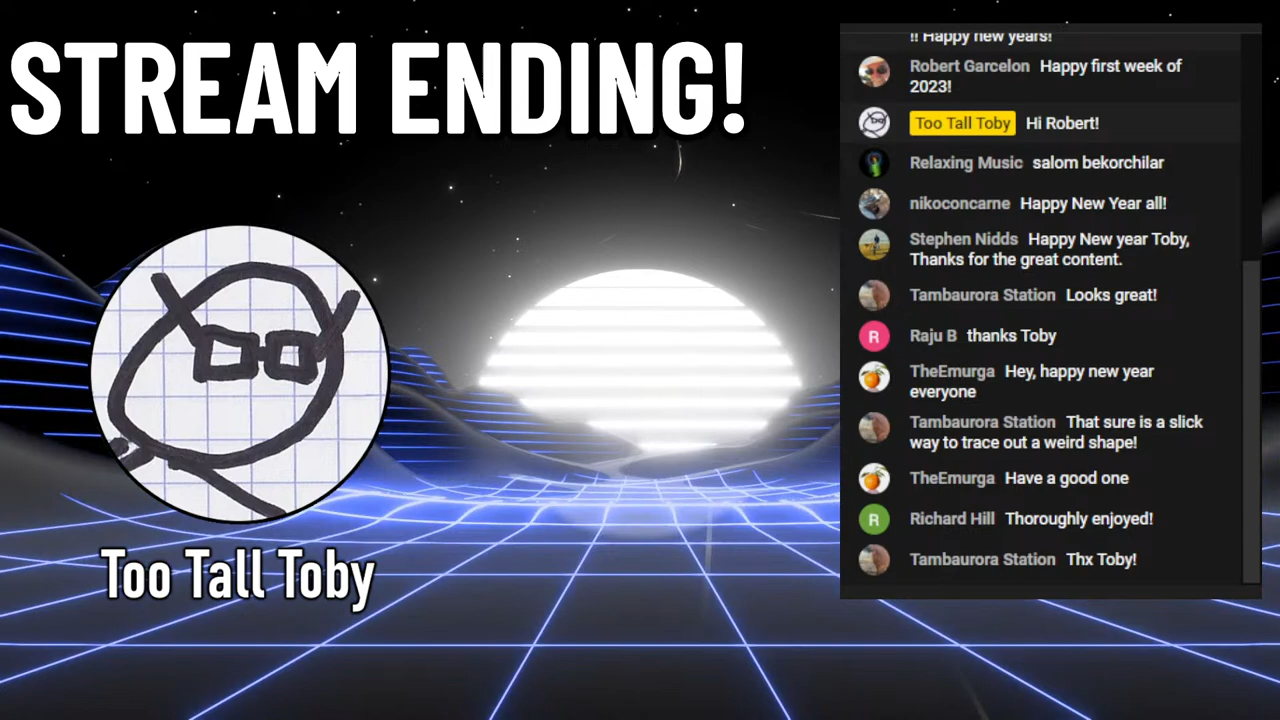 STREAM ENDING!
Too Tall Toby
!! Happy new years!
Robert Garcelon Happy first week of
2023!
Too Tall Toby Hi Robert!
Relaxing Music salom bekorchilar
nikoconcarne Happy New Year all!
Stephen Nidds Happy New year Toby,
Thanks for the great content.
Tambaurora Station Looks great!
R
Raju B thanks Toby
TheEmurga Hey, happy new year
everyone
Tambaurora Station That sure is a slick
way to trace out a weird shape!
TheEmurga Have a good one
R
Richard Hill Thoroughly enjoyed!
Tambaurora Station Thx Toby!